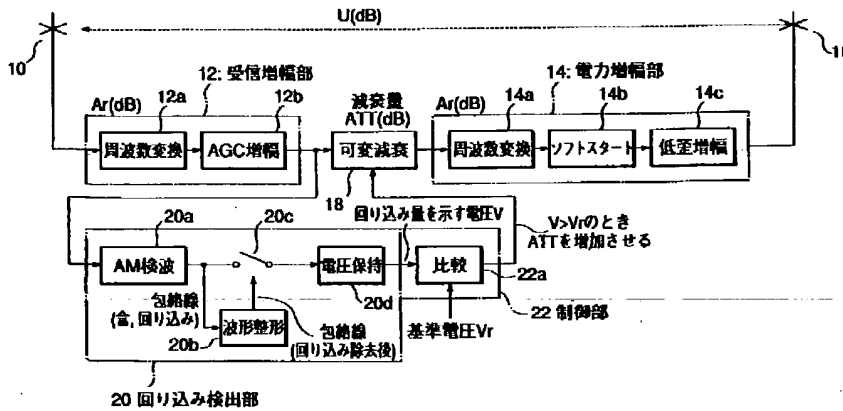 U(dB)
10
1
12: 受信増幅部
14: 電力増幅部
Ar(dB)
12a
12b
減衰量
ATT(dB)
Ar(dB)
14a
14b
14c
周波数変換
AGC増幅
可変減衰
周波数変換
ソフトスタート
低歪増幅
18
20a
20c
回り込み量を示す電圧V
V>Vrのとき
ATTを増加させる
AM検波
電圧保持
比較
20d
22a
包絡線
(含, 回り込み)
波形整形
20b
包絡線
(回り込み除去後)
基準電圧Vr
22 制御部
20 回り込み検出部